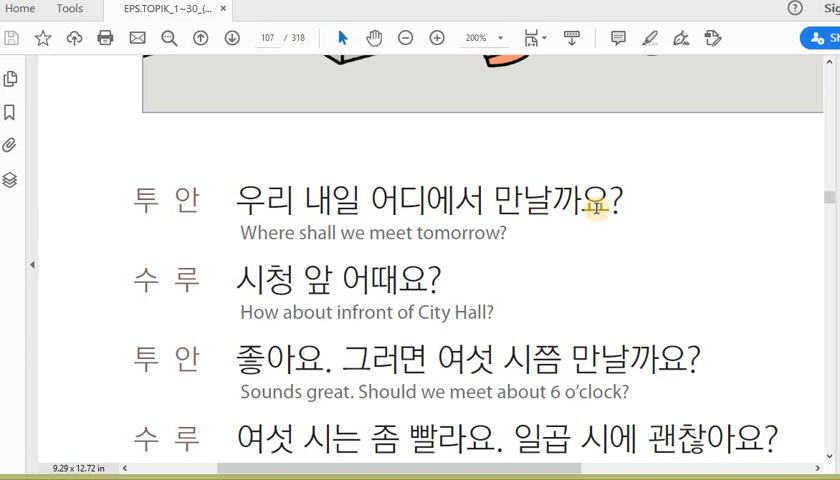 Home Tools EPS.TOPIK_1~30_(... ×
107 / 318 200%
투 안 우리 내일 어디에서 만날까요?
Where shall we meet tomorrow?
수 루 시청 앞 어때요?
How about infront of City Hall?
투 안 좋아요. 그러면 여섯 시쯤 만날까요?
Sounds great. Should we meet about 6 o'clock?
수 루 여섯 시는 좀 빨라요. 일곱 시에 괜찮아요?
9.29 x 12.72 in